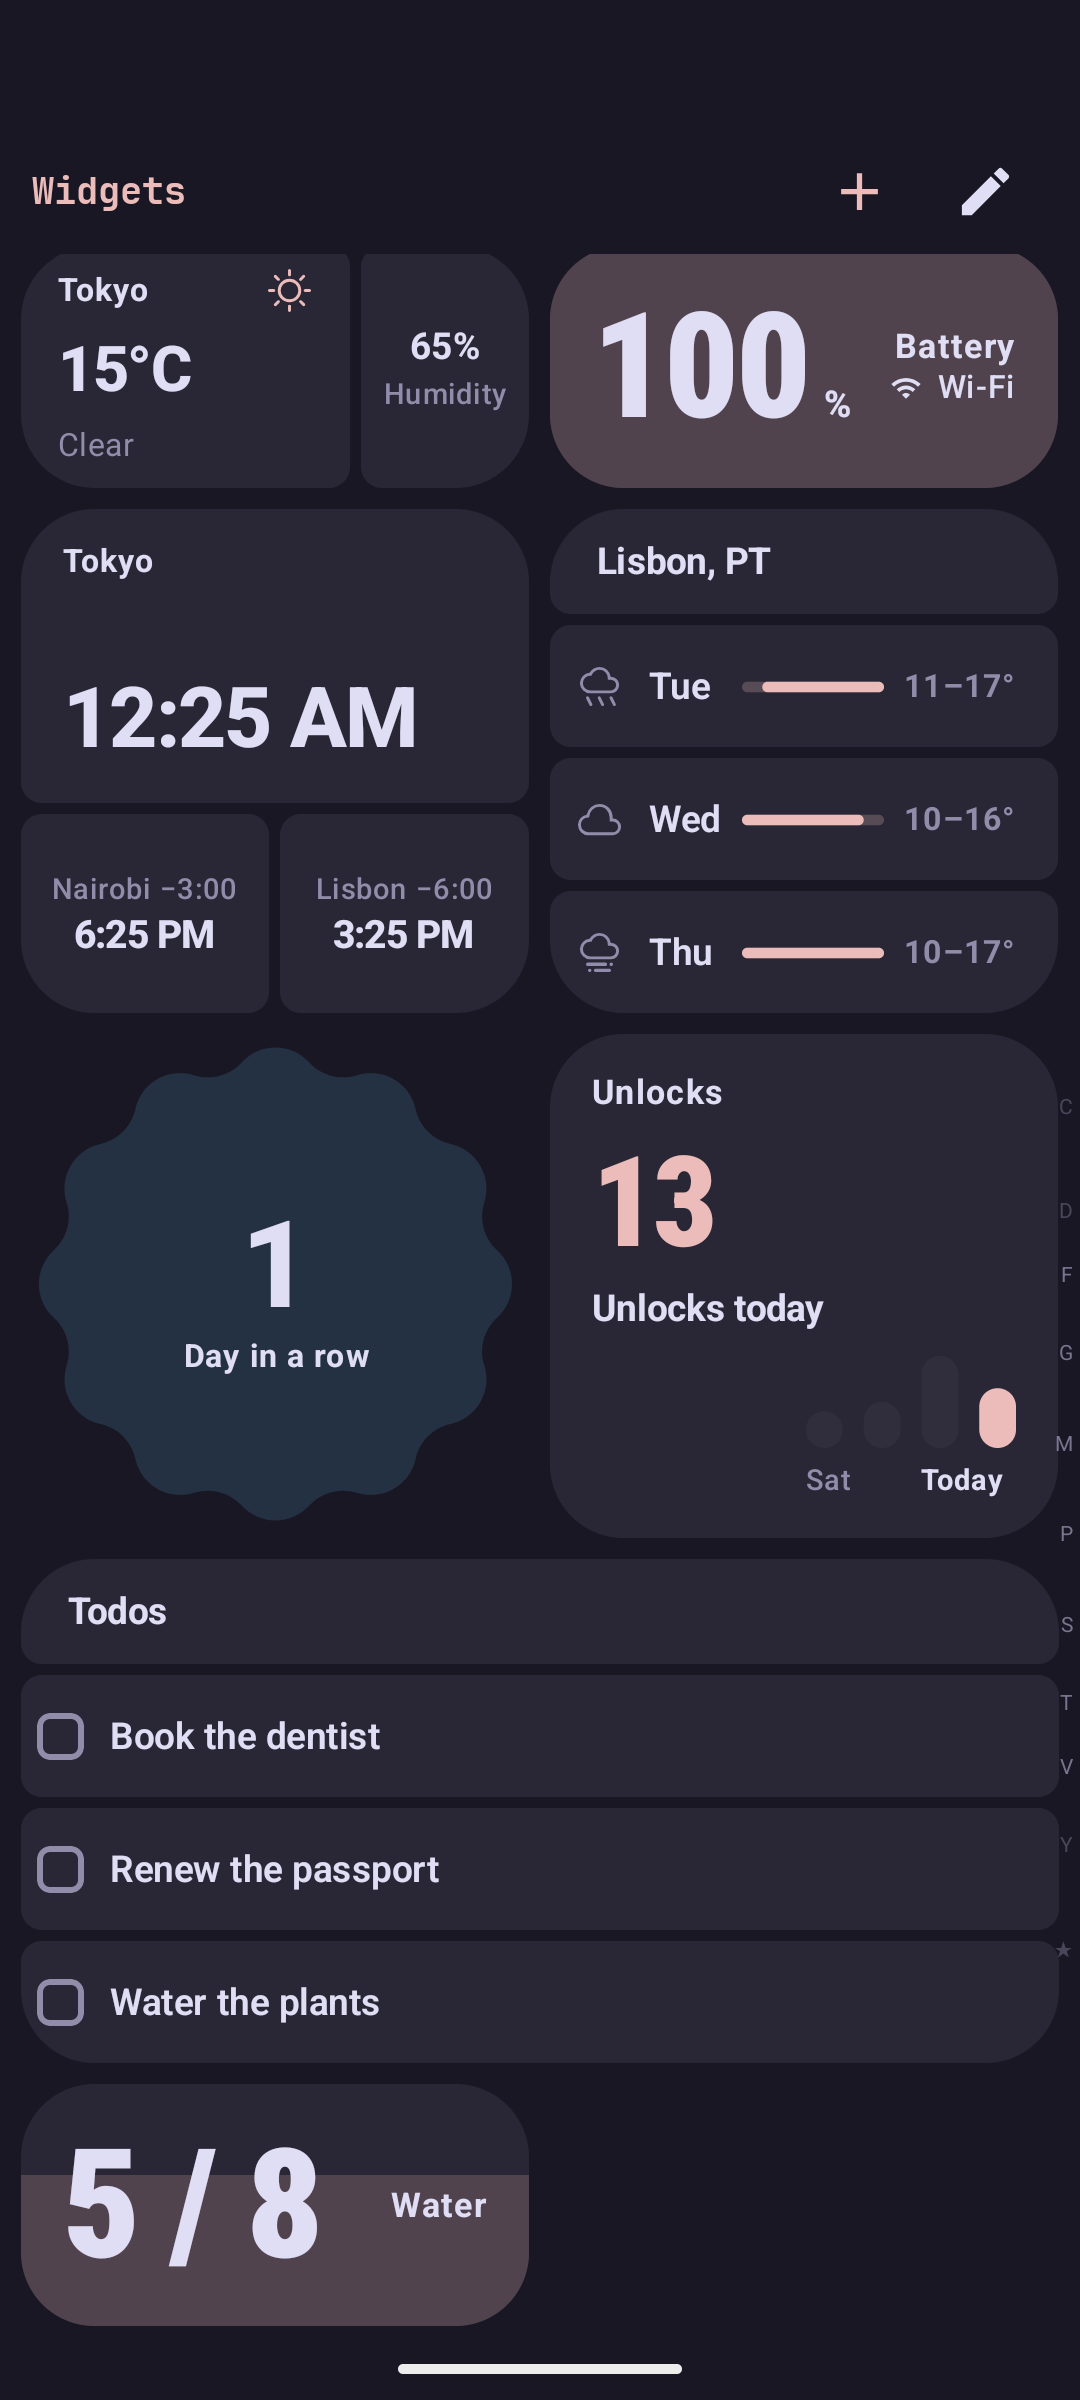 Widgets
Tokyo
15°C
Clear
65%
Humidity
100 %
Battery
Wi-Fi
Tokyo
12:25 AM
Nairobi −3:00
6:25 PM
Lisbon −6:00
3:25 PM
Lisbon, PT
Tue 11–17°
Wed 10–16°
Thu 10–17°
1
Day in a row
Unlocks
13
Unlocks today
Sat Today
C
D
F
G
M
P
S
T
V
Y
★
Todos
Book the dentist
Renew the passport
Water the plants
5 / 8
Water